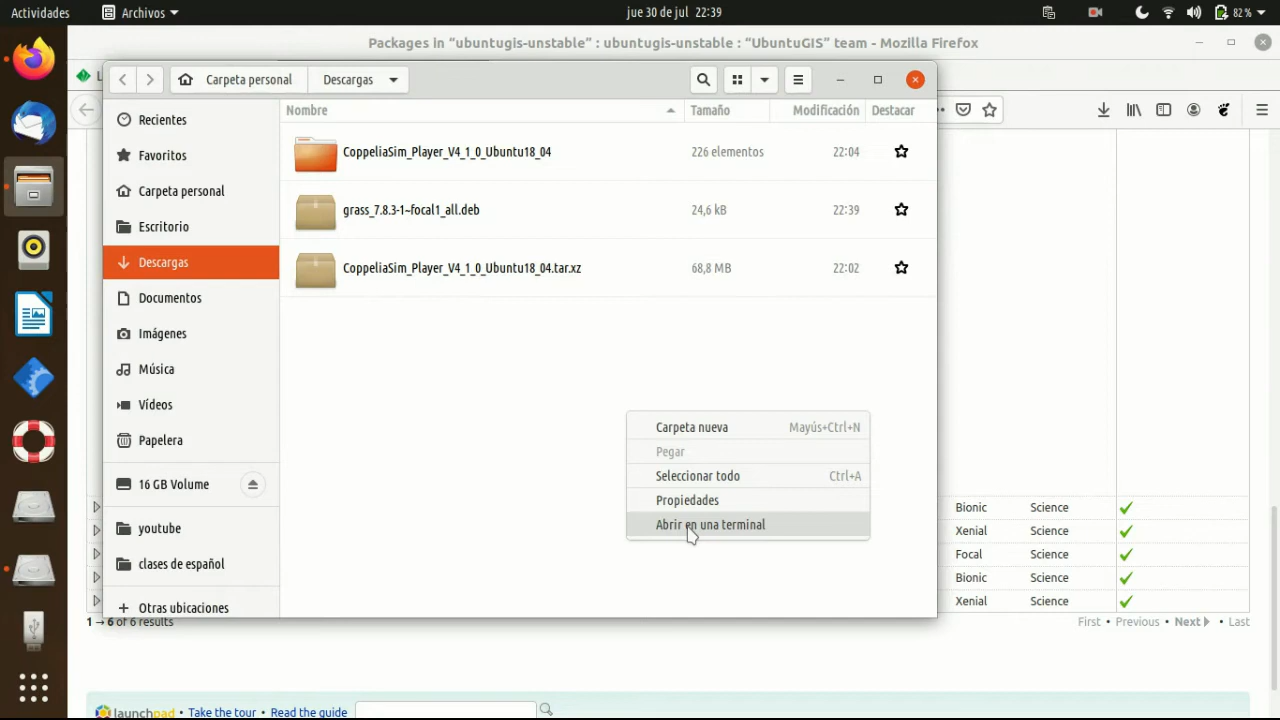 Actividades
Archivos
jue 30 de jul 22:39
82 %
Packages in “ubuntugis-unstable” : ubuntugis-unstable : “UbuntuGIS” team - Mozilla Firefox
Carpeta personal
Descargas
Nombre
Tamaño
Modificación
Destacar
Recientes
Favoritos
Carpeta personal
Escritorio
Descargas
Documentos
Imágenes
Música
Vídeos
Papelera
16 GB Volume
youtube
clases de español
Otras ubicaciones
CoppeliaSim_Player_V4_1_0_Ubuntu18_04
226 elementos
22:04
grass_7.8.3-1~focal1_all.deb
24,6 kB
22:39
CoppeliaSim_Player_V4_1_0_Ubuntu18_04.tar.xz
68,8 MB
22:02
Carpeta nueva
Mayús+Ctrl+N
Pegar
Seleccionar todo
Ctrl+A
Propiedades
Abrir en una terminal
Bionic Science
Xenial Science
Focal Science
Bionic Science
Xenial Science
1 → 6 of 6 results
First • Previous • Next • Last
launchpad • Take the tour • Read the guide